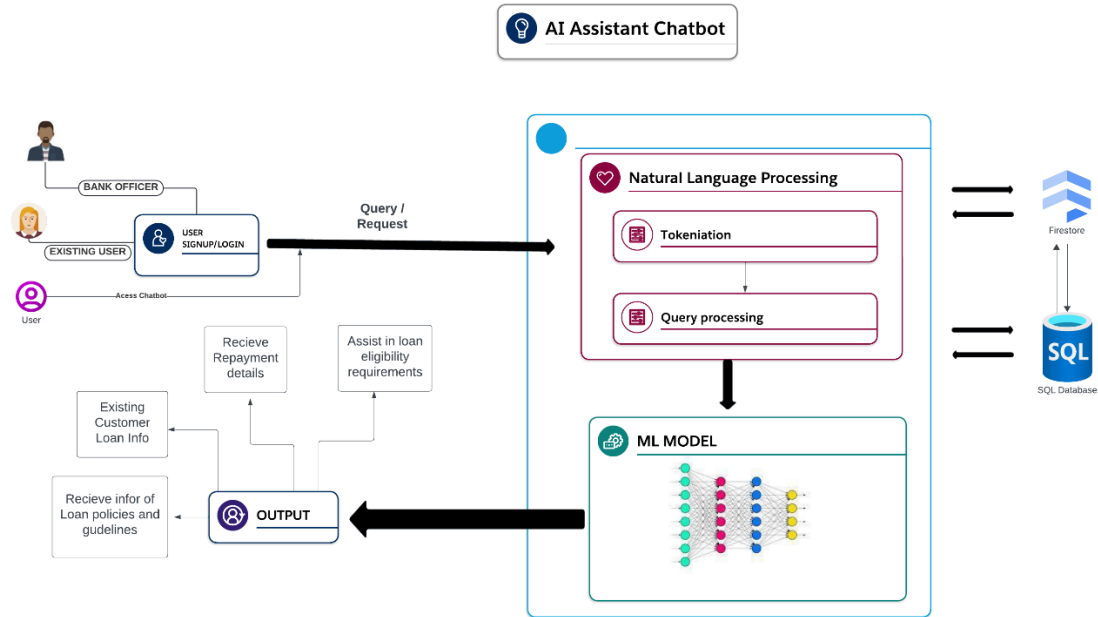 AI Assistant Chatbot
BANK OFFICER
EXISTING USER
USER
SIGNUP/LOGIN
Acess Chatbot
User
Query /
Request
Natural Language Processing
Tokeniation
Query processing
Firestore
SQL
SQL Database
ML MODEL
OUTPUT
Recieve
Repayment
details
Assist in loan
eligibility
requirements
Existing
Customer
Loan Info
Recieve infor of
Loan policies and
gudelines